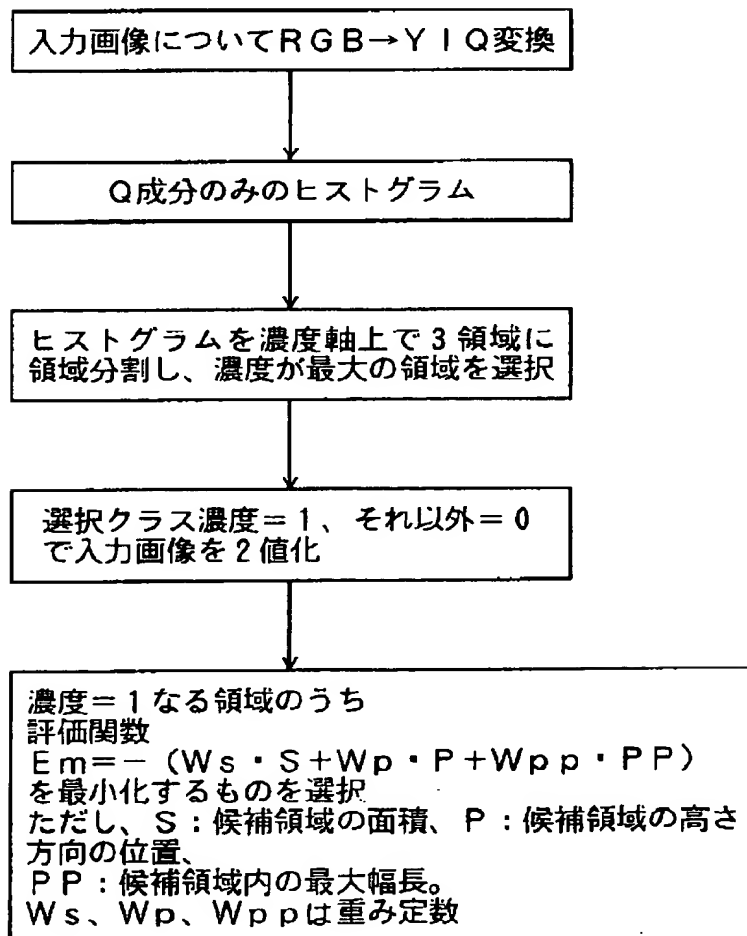 入力画像についてRGB→YIQ変換
Q成分のみのヒストグラム
ヒストグラムを濃度軸上で3領域に
領域分割し、濃度が最大の領域を選択
選択クラス濃度=1、それ以外=0
で入力画像を2値化
濃度=1なる領域のうち
評価関数
Em=-(Ws・S+Wp・P+Wpp・PP)
を最小化するものを選択
ただし、S:候補領域の面積、P:候補領域の高さ
方向の位置、
PP:候補領域内の最大幅長。
Ws、Wp、Wppは重み定数